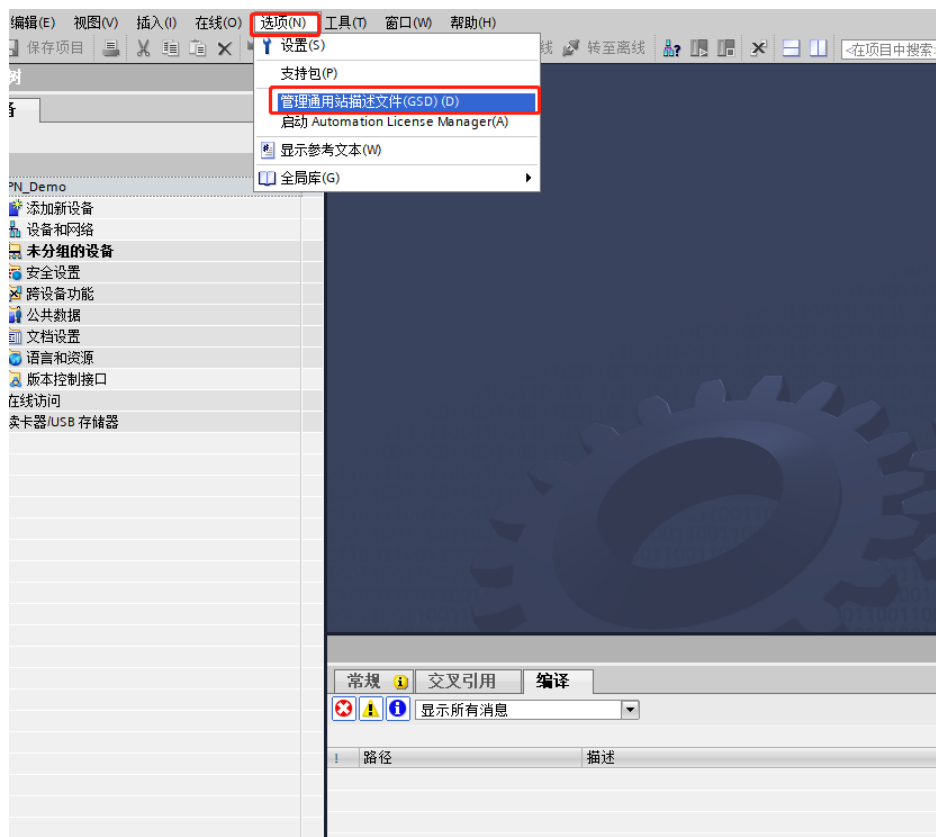 编辑(E) 视图(V) 插入(I) 在线(O) 选项(N) 工具(T) 窗口(W) 帮助(H)
保存项目 线 转至离线 <在项目中搜索
设置(S)
支持包(P)
管理通用站描述文件(GSD) (D)
启动 Automation License Manager(A)
显示参考文本(W)
全局库(G)
树
备
PN_Demo
添加新设备
设备和网络
未分组的设备
安全设置
跨设备功能
公共数据
文档设置
语言和资源
版本控制接口
在线访问
读卡器/USB 存储器
常规 交叉引用 编译
显示所有消息
! 路径 描述